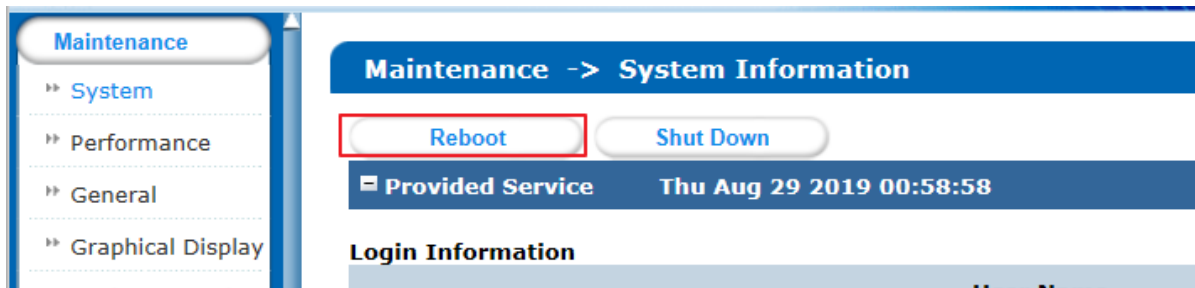 Maintenance
System
Performance
General
Graphical Display
Maintenance -> System Information
Reboot Shut Down
Provided Service Thu Aug 29 2019 00:58:58
Login Information